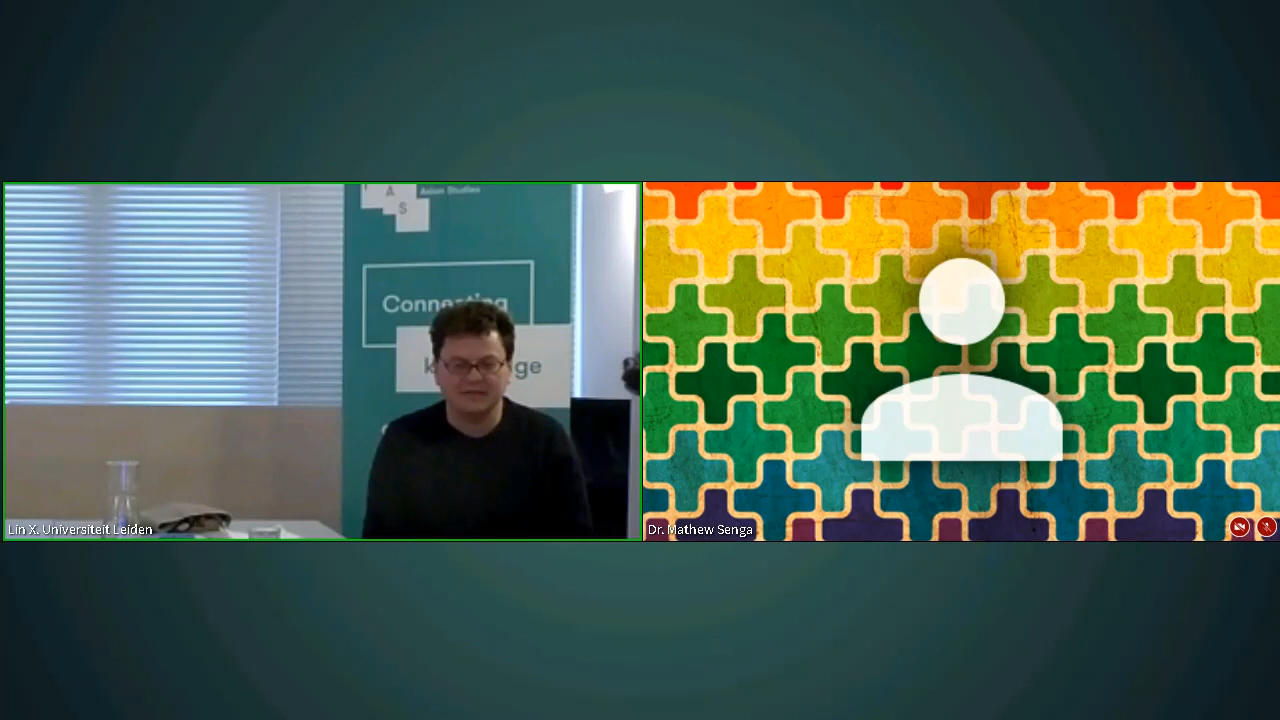 A
S
Asian Studies
Connecting
Lin X. Universiteit Leiden
Dr. Mathew Senga